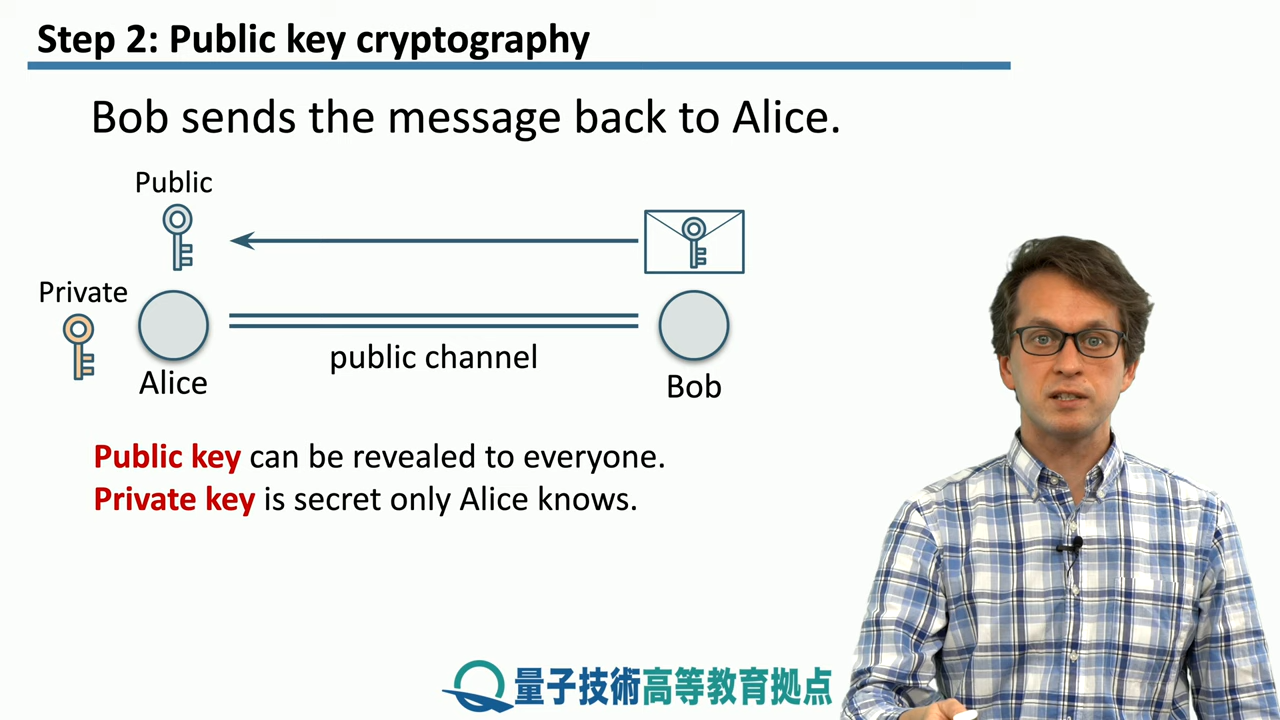 Step 2: Public key cryptography
Bob sends the message back to Alice.
Public
Private
Alice
public channel
Bob
Public key can be revealed to everyone.
Private key is secret only Alice knows.
量子技術高等教育拠点